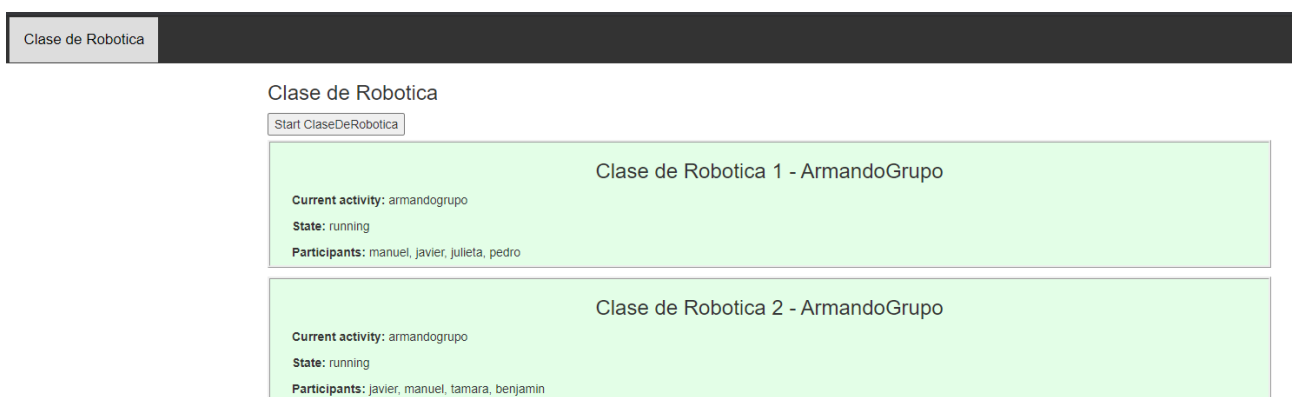 Clase de Robotica
Clase de Robotica
Start ClaseDeRobotica
Clase de Robotica 1 - ArmandoGrupo
Current activity: armandogrupo
State: running
Participants: manuel, javier, julieta, pedro
Clase de Robotica 2 - ArmandoGrupo
Current activity: armandogrupo
State: running
Participants: javier, manuel, tamara, benjamin